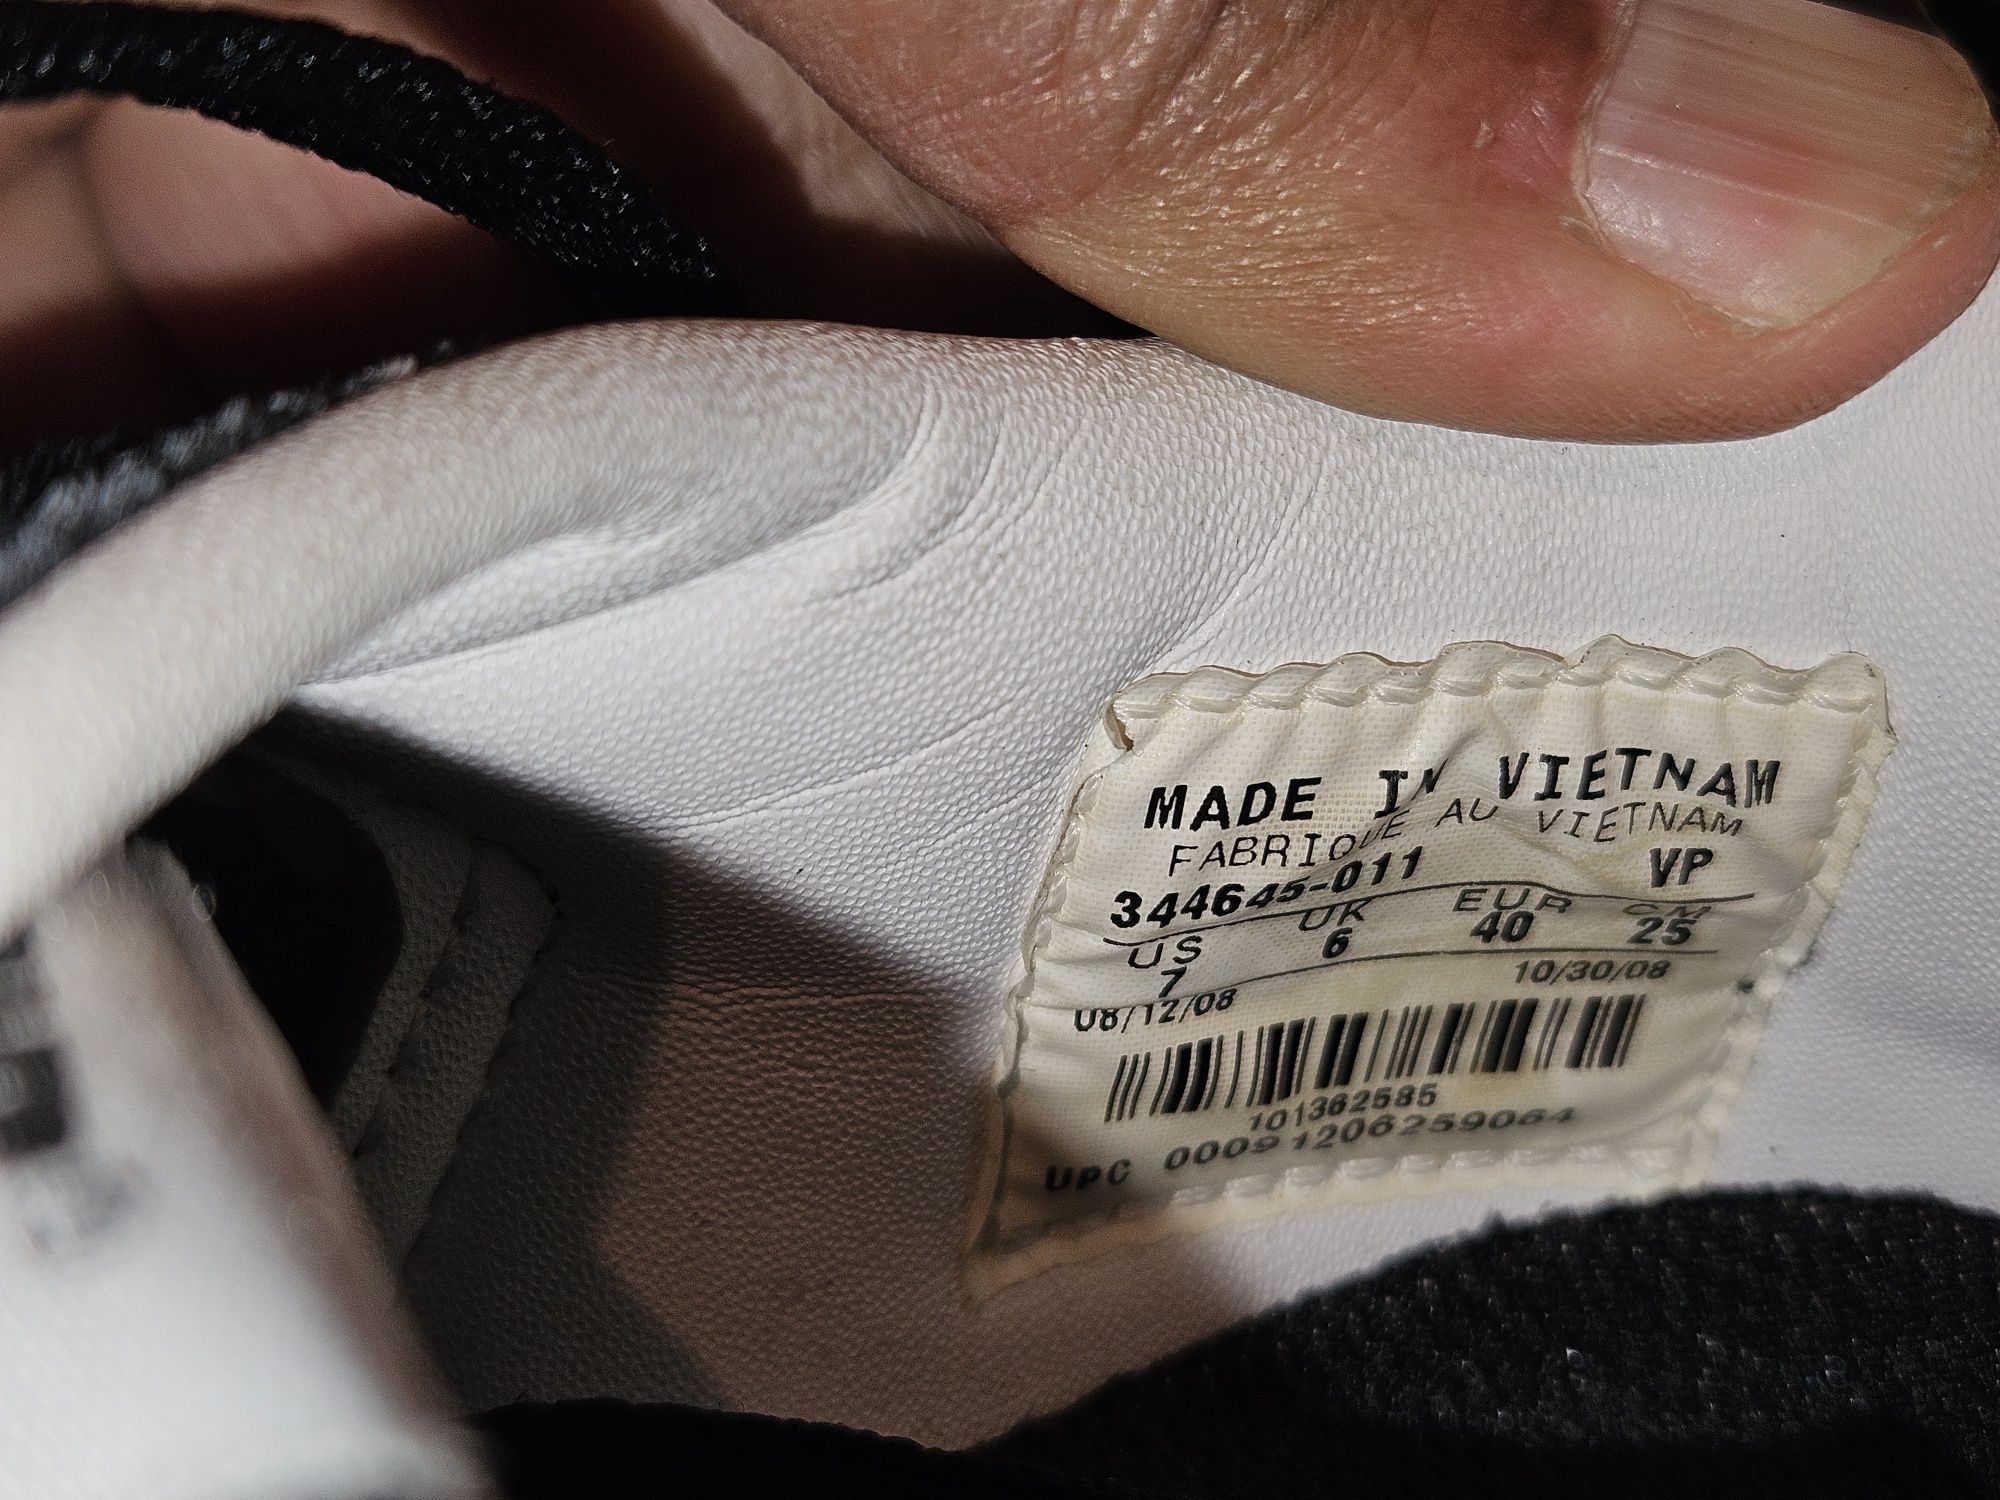 MADE IN VIETNAM
FABRIQUE AU VIETNAM
344645-011 VP
US UK EUR CM
7 6 40 25
08/12/08 10/30/08
101362585
UPC 00091206259064